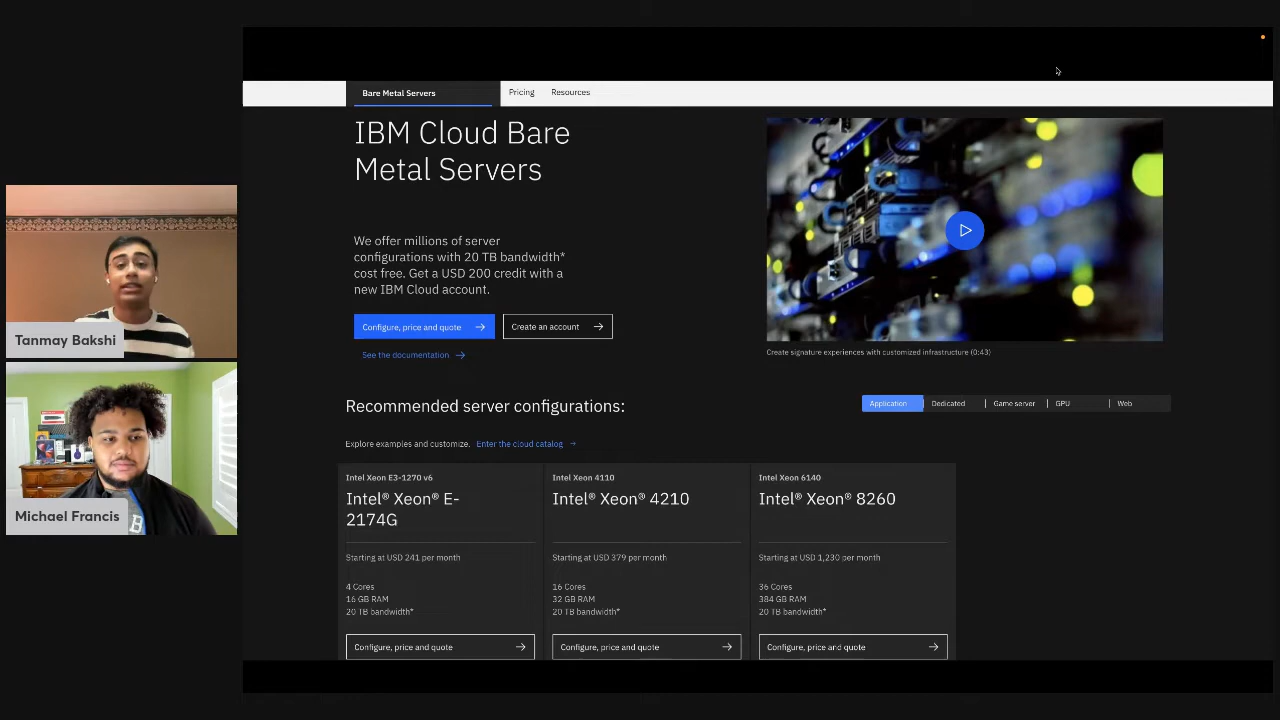 Bare Metal Servers
Pricing
Resources
IBM Cloud Bare
Metal Servers
We offer millions of server
configurations with 20 TB bandwidth*
cost free. Get a USD 200 credit with a
new IBM Cloud account.
Configure, price and quote
Create an account
See the documentation
Create signature experiences with customized infrastructure (0:43)
Tanmay Bakshi
Michael Francis
Recommended server configurations:
Application
Dedicated
Game server
GPU
Web
Explore examples and customize. Enter the cloud catalog
Intel Xeon E3-1270 v6
Intel® Xeon® E-
2174G
Starting at USD 241 per month
4 Cores
16 GB RAM
20 TB bandwidth*
Configure, price and quote
Intel Xeon 4110
Intel® Xeon® 4210
Starting at USD 379 per month
16 Cores
32 GB RAM
20 TB bandwidth*
Configure, price and quote
Intel Xeon 6140
Intel® Xeon® 8260
Starting at USD 1,230 per month
36 Cores
384 GB RAM
20 TB bandwidth*
Configure, price and quote